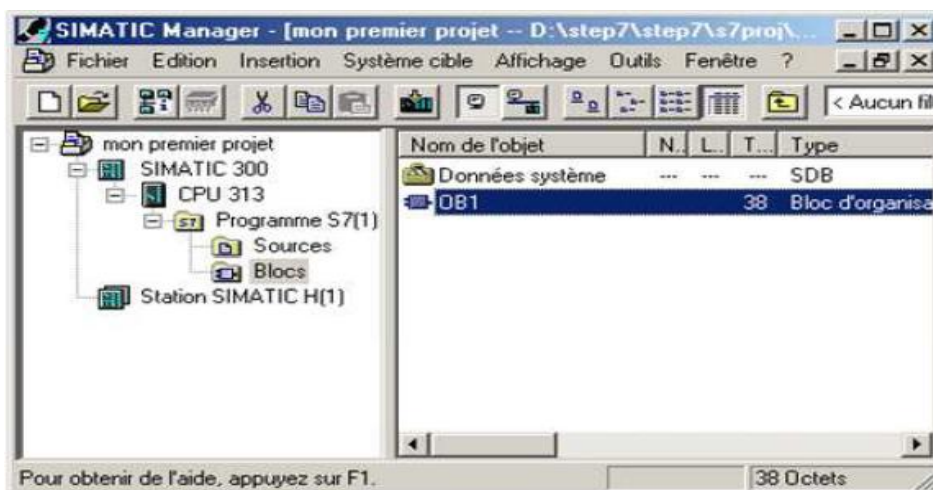 SIMATIC Manager - [mon premier projet -- D:\step7\step7\s7proj\...
Fichier Edition Insertion Système cible Affichage Outils Fenêtre ?
< Aucun fil
mon premier projet
SIMATIC 300
CPU 313
Programme S7(1)
Sources
Blocs
Station SIMATIC H(1)
Nom de l'objet N.. L.. T... Type
Données système --- --- --- SDB
OB1 38 Bloc d'organisa
Pour obtenir de l'aide, appuyez sur F1. 38 Octets